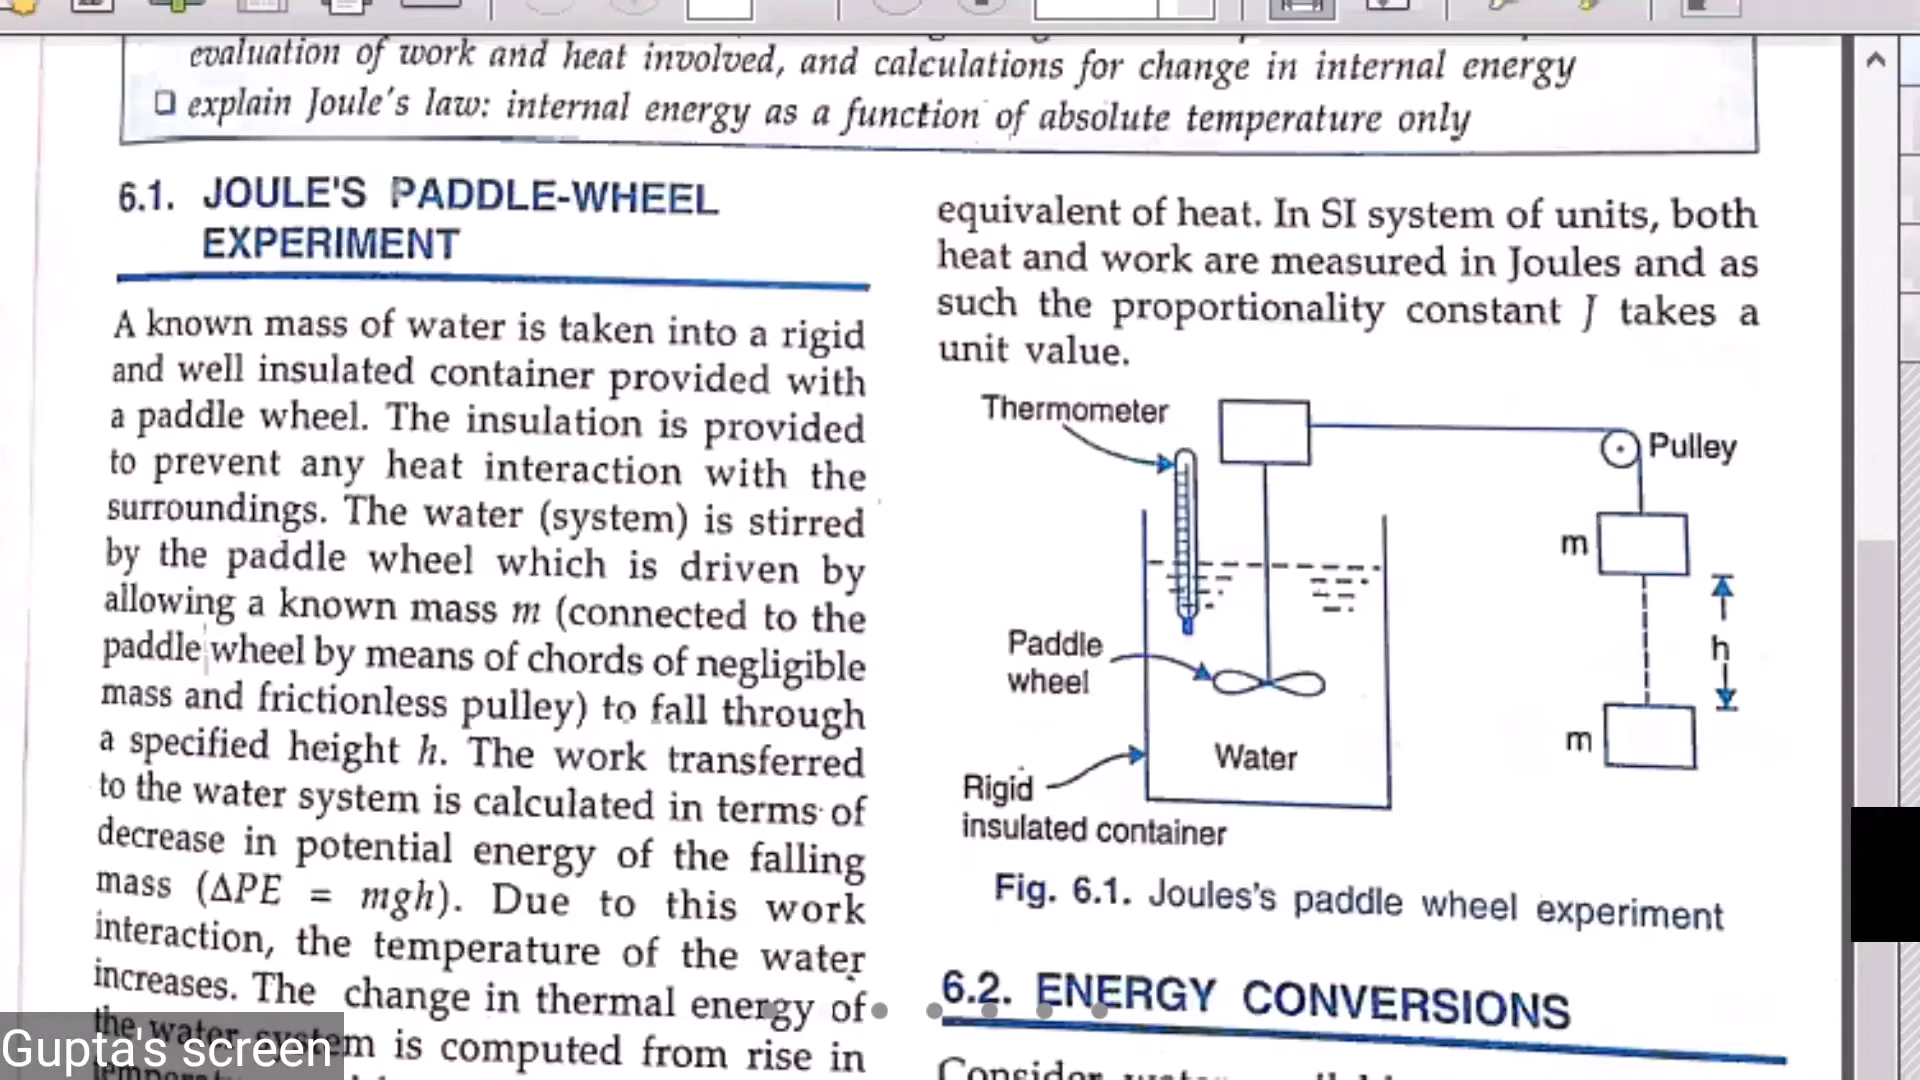 evaluation of work and heat involved, and calculations for change in internal energy
❏ explain Joule's law: internal energy as a function of absolute temperature only
6.1. JOULE'S PADDLE-WHEEL
EXPERIMENT
A known mass of water is taken into a rigid
and well insulated container provided with
a paddle wheel. The insulation is provided
to prevent any heat interaction with the
surroundings. The water (system) is stirred
by the paddle wheel which is driven by
allowing a known mass m (connected to the
paddle wheel by means of chords of negligible
mass and frictionless pulley) to fall through
a specified height h. The work transferred
to the water system is calculated in terms of
decrease in potential energy of the falling
mass (ΔPE = mgh). Due to this work
interaction, the temperature of the water
increases. The change in thermal energy of
the water system is computed from rise in
equivalent of heat. In SI system of units, both
heat and work are measured in Joules and as
such the proportionality constant J takes a
unit value.
Thermometer
Pulley
m
h
Paddle
wheel
m
Water
Rigid
insulated container
Fig. 6.1. Joules's paddle wheel experiment
6.2. ENERGY CONVERSIONS
Consider
Gupta's screen